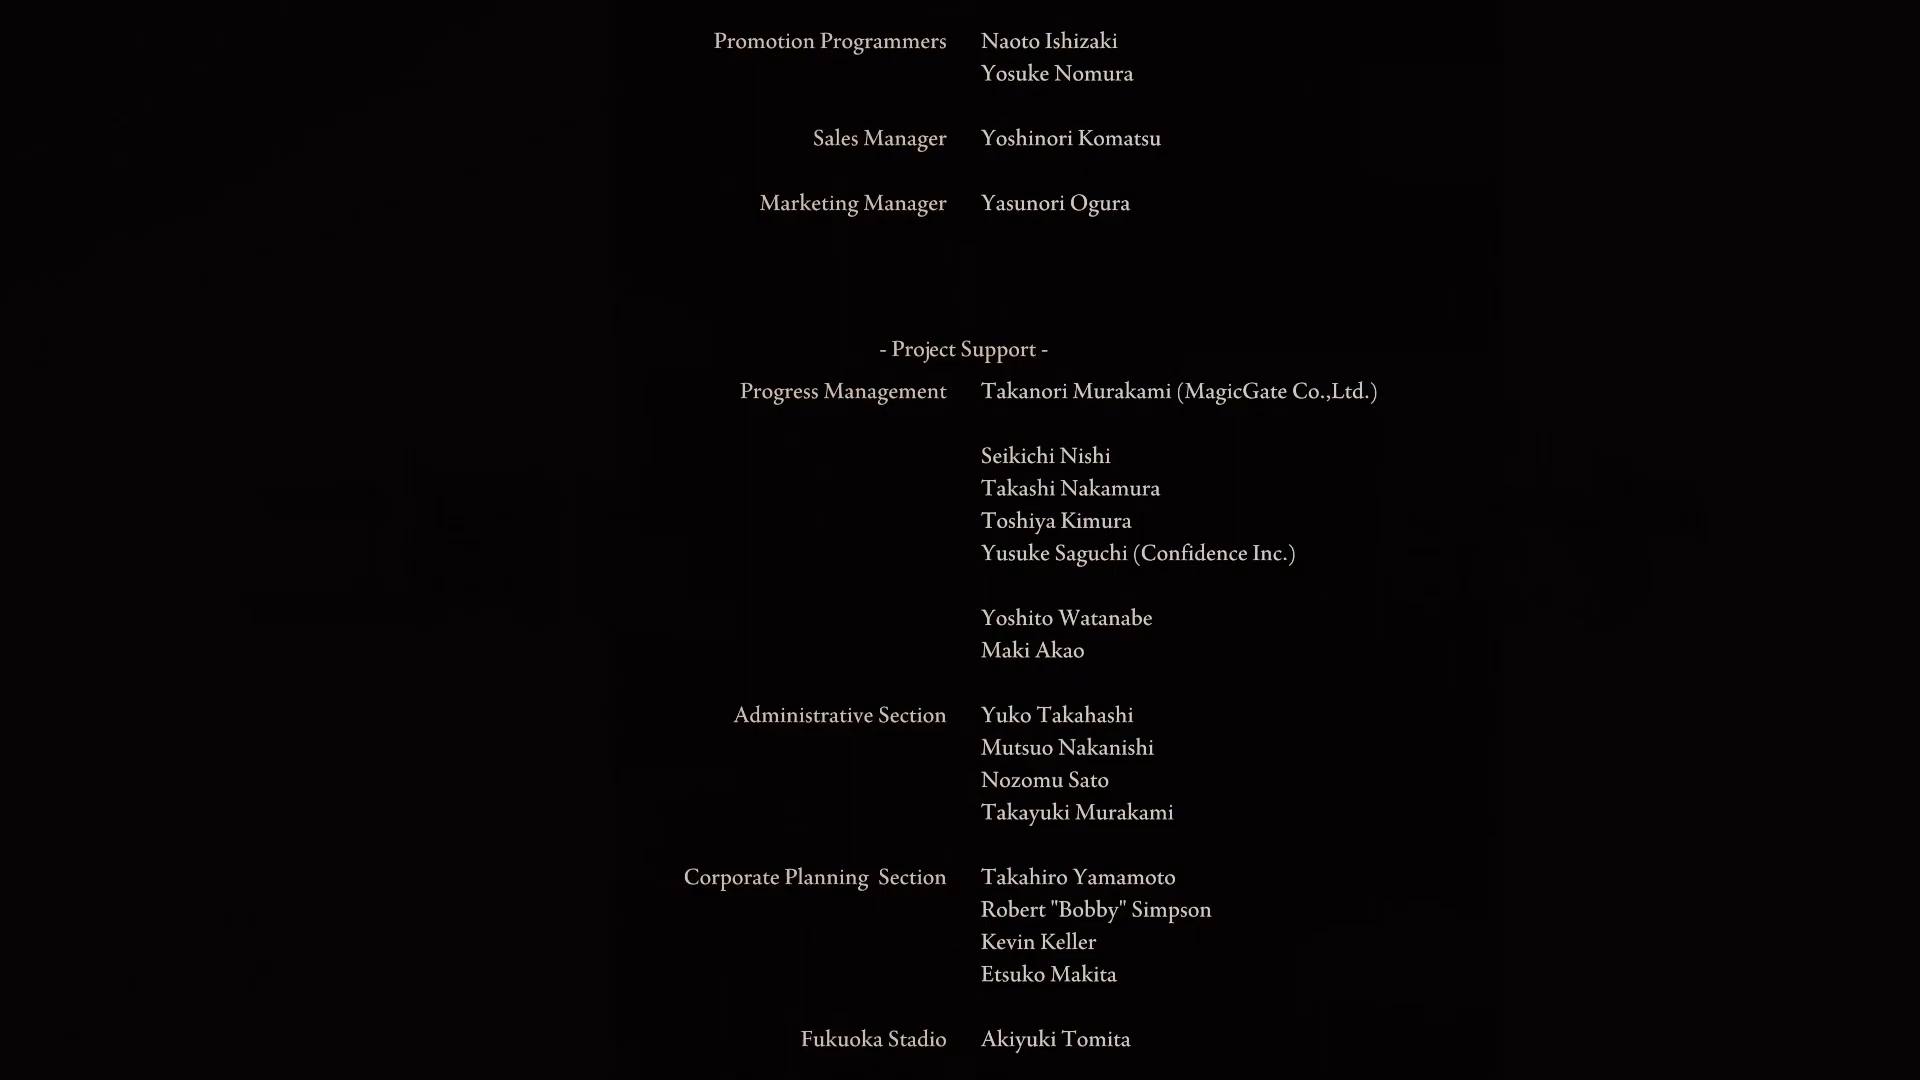 Promotion Programmers Naoto Ishizaki
Yosuke Nomura
Sales Manager Yoshinori Komatsu
Marketing Manager Yasunori Ogura
- Project Support -
Progress Management Takanori Murakami (MagicGate Co.,Ltd.)
Seikichi Nishi
Takashi Nakamura
Toshiya Kimura
Yusuke Saguchi (Confidence Inc.)
Yoshito Watanabe
Maki Akao
Administrative Section Yuko Takahashi
Mutsuo Nakanishi
Nozomu Sato
Takayuki Murakami
Corporate Planning  Section Takahiro Yamamoto
Robert "Bobby" Simpson
Kevin Keller
Etsuko Makita
Fukuoka Stadio Akiyuki Tomita